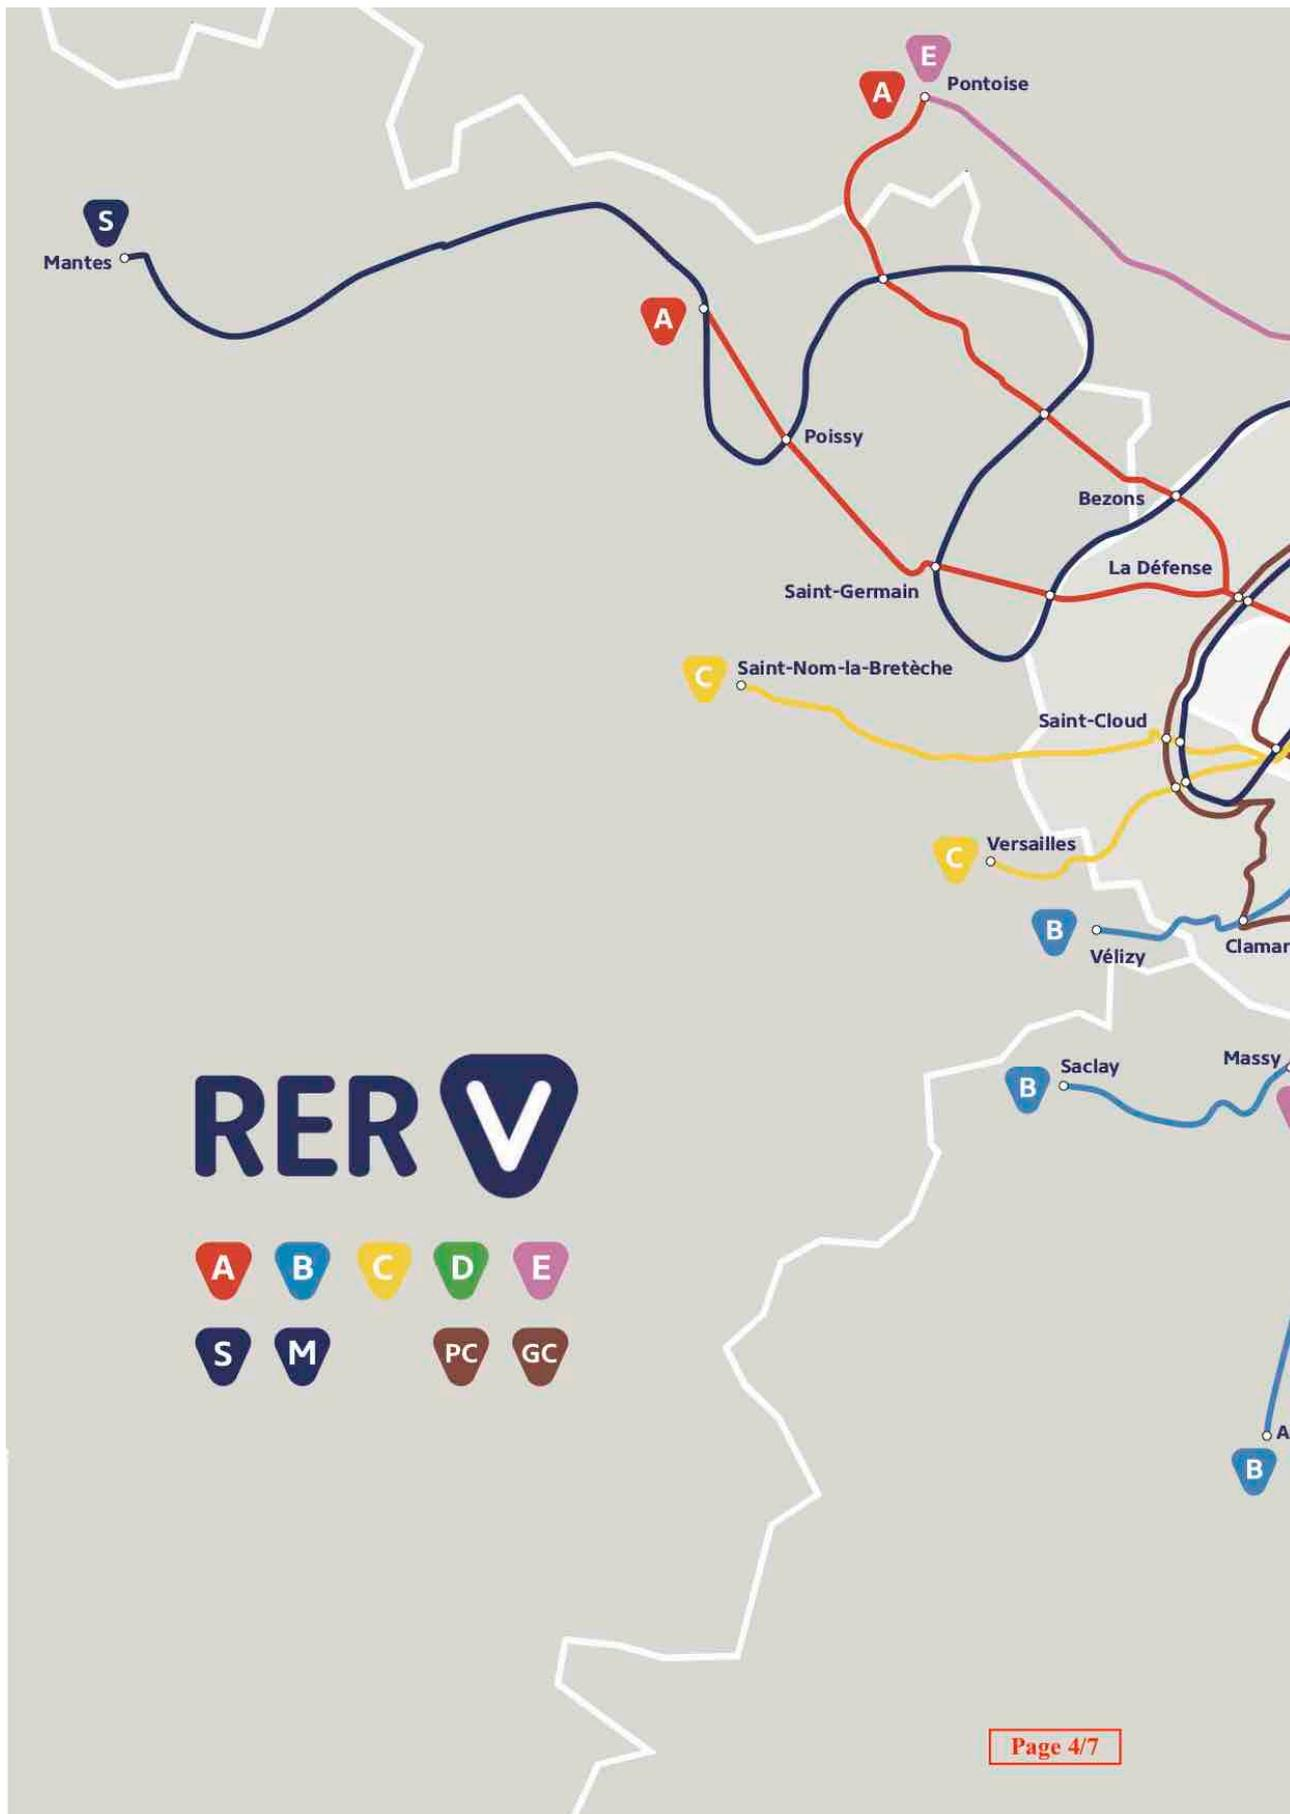 E
A
Pontoise
S
Mantes
A
Poissy
Bezons
La Défense
Saint-Germain
C
Saint-Nom-la-Bretèche
Saint-Cloud
C
Versailles
B
Vélizy
Clamar
B
Saclay
Massy
RER V
A B C D E
S M PC GC
A
B
Page 4/7